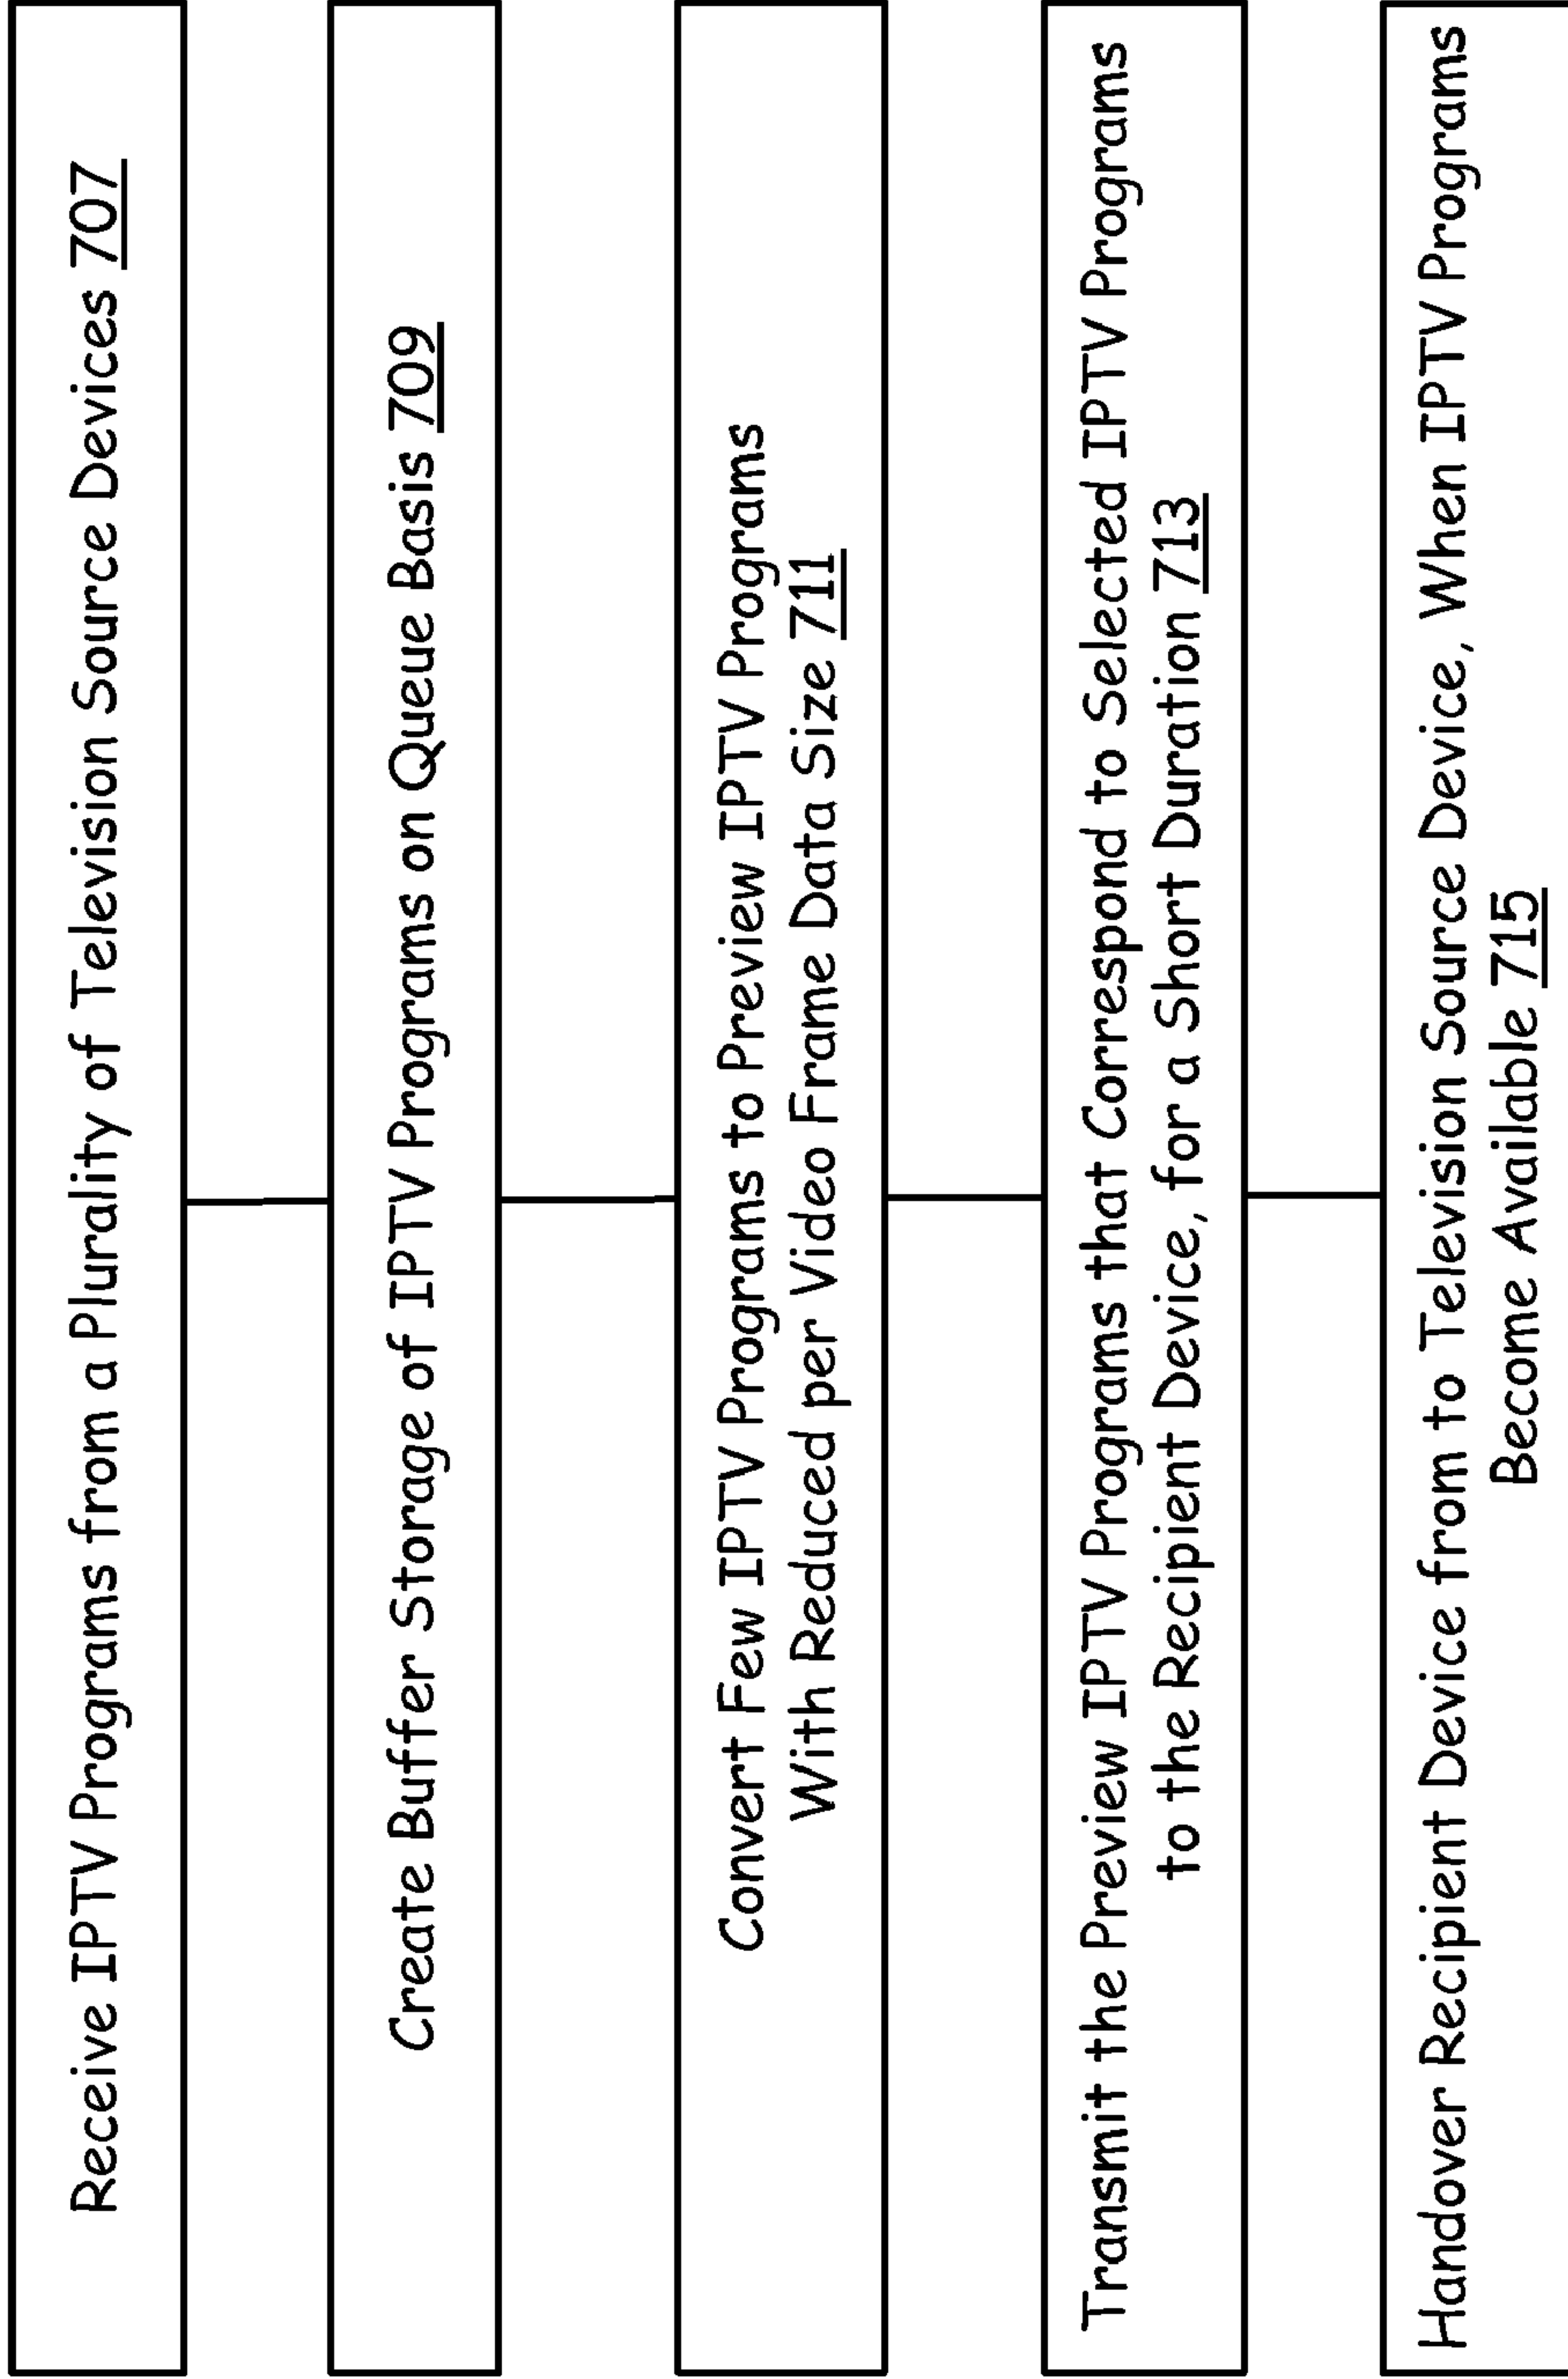 Receive IPTV Programs from a Plurality of Television Source Devices 707
Create Buffer Storage of IPTV Programs on Queue Basis 709
Convert Few IPTV Programs to Preview IPTV Programs
With Reduced per Video Frame Data Size 711
Transmit the Preview IPTV Programs that Correspond to Selected IPTV Programs
to the Recipient Device, for a Short Duration 713
Handover Recipient Device from to Television Source Device, When IPTV Programs
Become Available 715